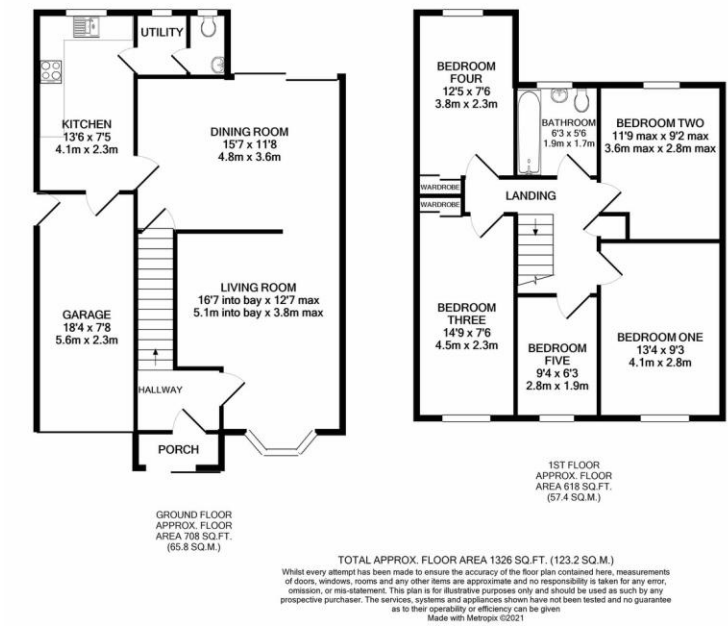 UTILITY
KITCHEN
13'6 x 7'5
4.1m x 2.3m
DINING ROOM
15'7 x 11'8
4.8m x 3.6m
LIVING ROOM
16'7 into bay x 12'7 max
5.1m into bay x 3.8m max
GARAGE
18'4 x 7'8
5.6m x 2.3m
HALLWAY
PORCH
GROUND FLOOR
APPROX. FLOOR
AREA 708 SQ.FT.
(65.8 SQ.M.)
BEDROOM
FOUR
12'5 x 7'6
3.8m x 2.3m
BATHROOM
6'3 x 5'6
1.9m x 1.7m
BEDROOM TWO
11'9 max x 9'2 max
3.6m max x 2.8m max
WARDROBE
WARDROBE
LANDING
BEDROOM
THREE
14'9 x 7'6
4.5m x 2.3m
BEDROOM
FIVE
9'4 x 6'3
2.8m x 1.9m
BEDROOM ONE
13'4 x 9'3
4.1m x 2.8m
1ST FLOOR
APPROX. FLOOR
AREA 618 SQ.FT.
(57.4 SQ.M.)
TOTAL APPROX. FLOOR AREA 1326 SQ.FT. (123.2 SQ.M.)
Whilst every attempt has been made to ensure the accuracy of the floor plan contained here, measurements
of doors, windows, rooms and any other items are approximate and no responsibility is taken for any error,
omission, or mis-statement. This plan is for illustrative purposes only and should be used as such by any
prospective purchaser. The services, systems and appliances shown have not been tested and no guarantee
as to their operability or efficiency can be given
Made with Metropix ©2021